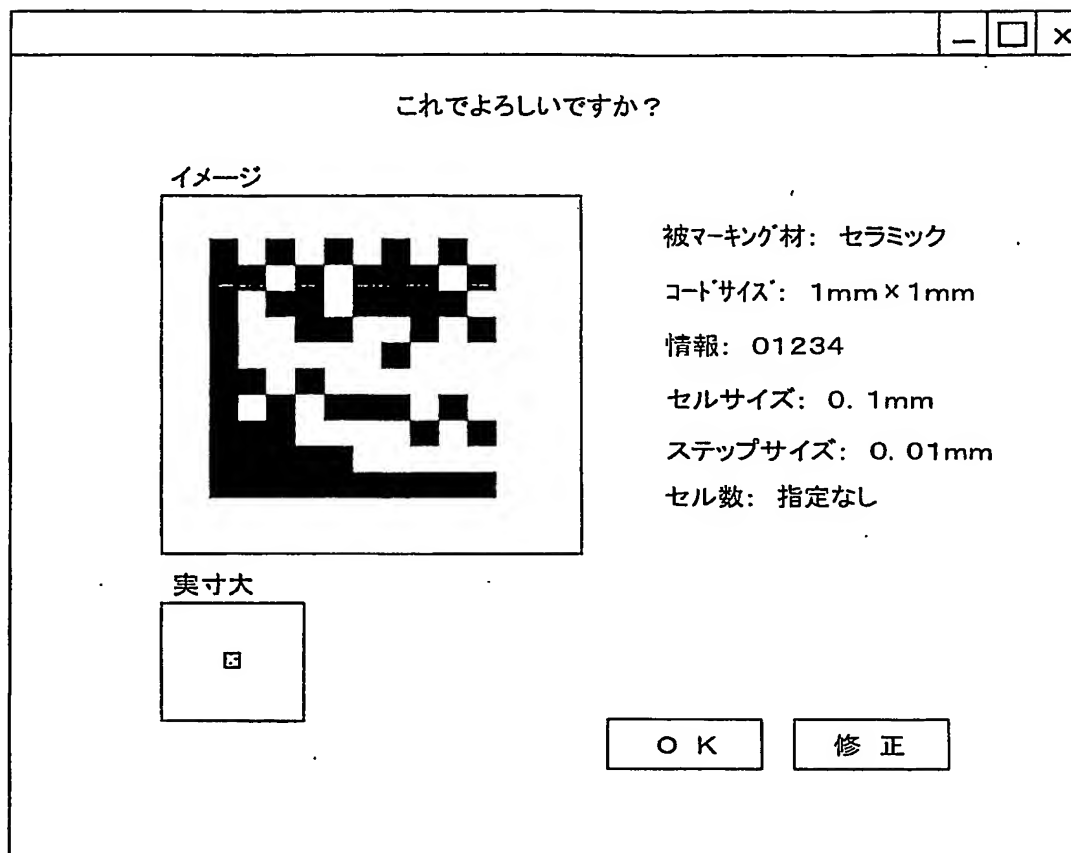 これでよろしいですか？
イメージ
被マーキング材： セラミック
コードサイズ： 1mm×1mm
情報： 01234
セルサイズ： 0. 1mm
ステップサイズ： 0. 01mm
セル数： 指定なし
実寸大
ＯＫ
修正